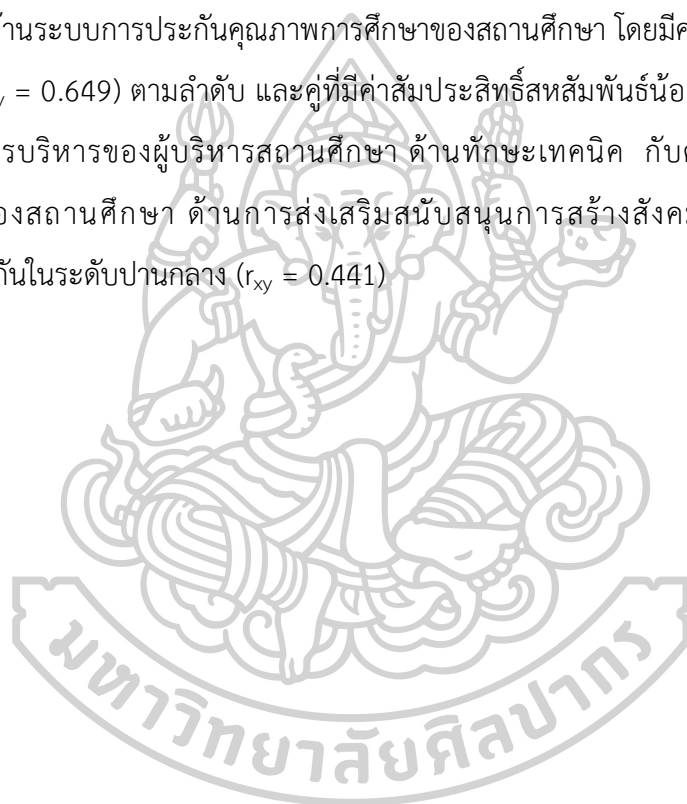 ้านระบบการประกันคุณภาพการศึกษาของสถานศึกษา โดยมีค
y = 0.649) ตามลำดับ และคู่ที่มีค่าสัมประสิทธิ์สหสัมพันธ์น้อ
รบริหารของผู้บริหารสถานศึกษา ด้านทักษะเทคนิค กับ
องสถานศึกษา ด้านการส่งเสริมสนับสนุนการสร้างสังค
กันในระดับปานกลาง (rxy = 0.441)
มหาวิทยาลัยศิลปากร